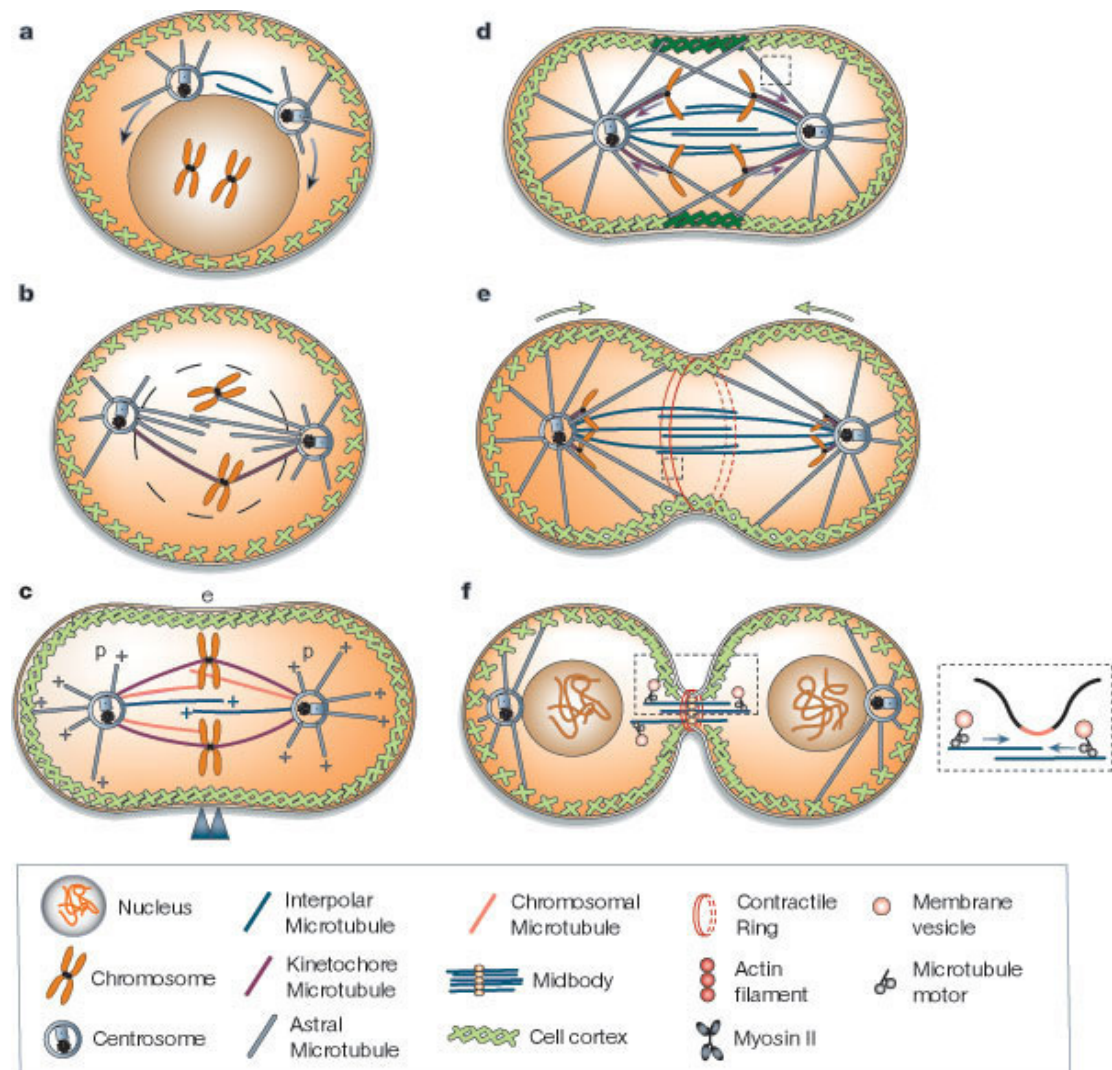 a
d
b
e
c
e
p
p
f
Nucleus
Interpolar
Microtubule
Chromosomal
Microtubule
Contractile
Ring
Membrane
vesicle
Chromosome
Kinetochore
Microtubule
Midbody
Actin
filament
Microtubule
motor
Centrosome
Astral
Microtubule
Cell cortex
Myosin II